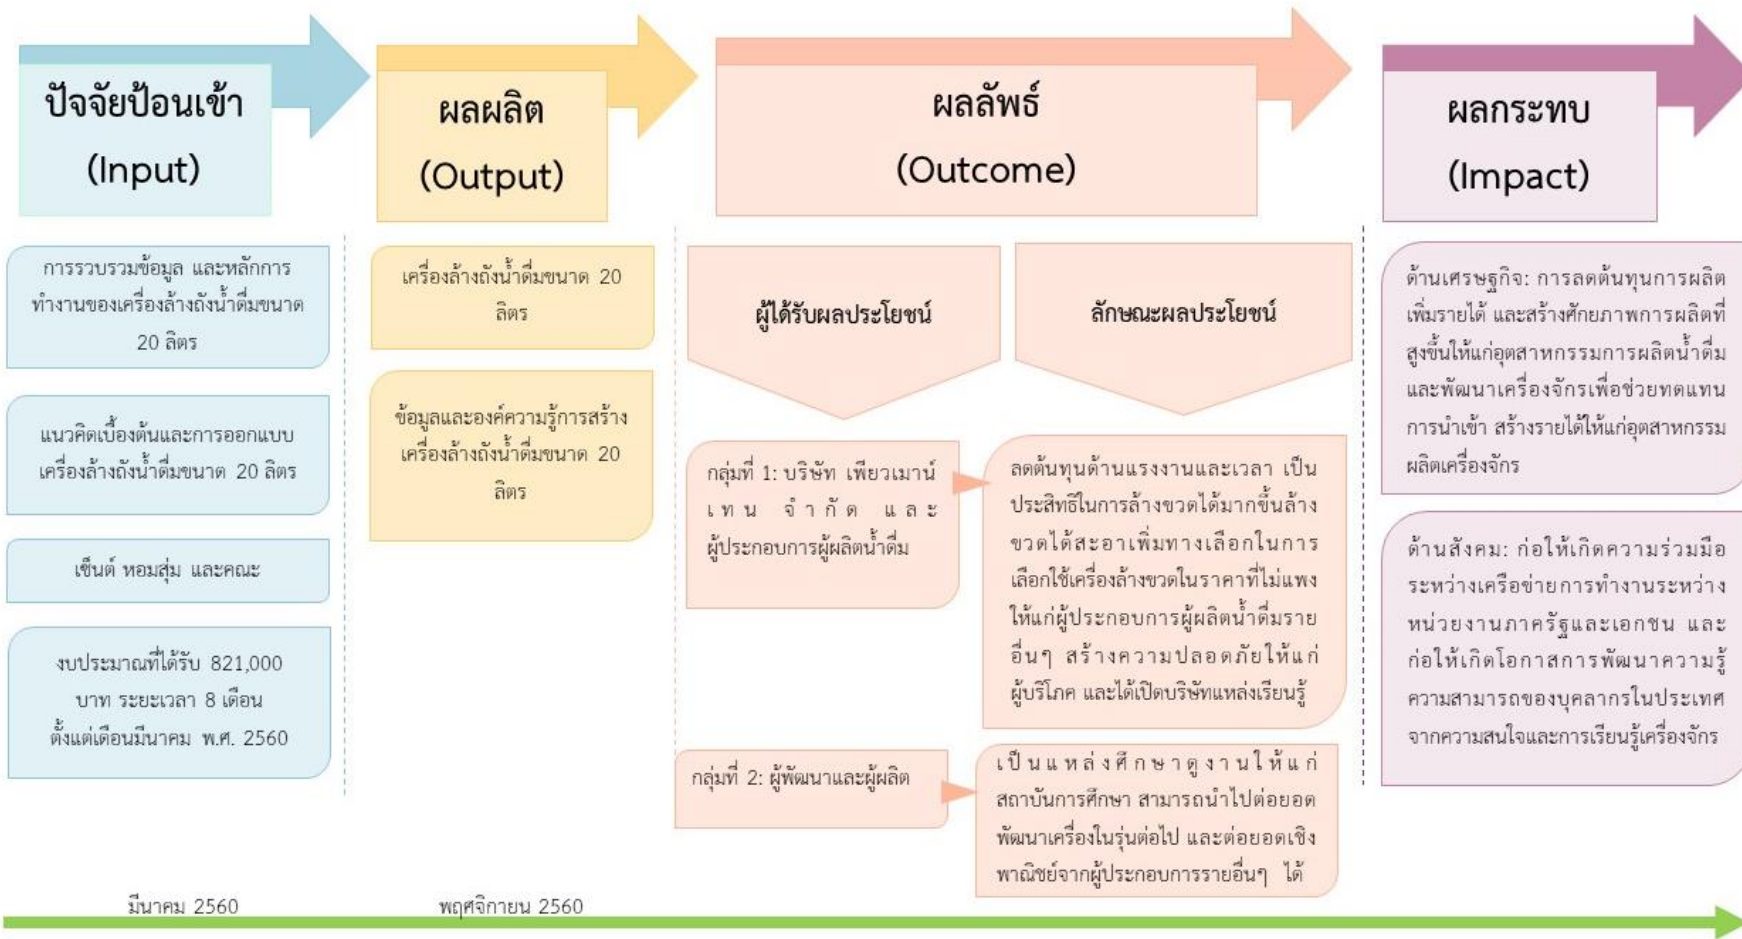 ปัจจัยป้อนเข้า
(Input)
การรวบรวมข้อมูล และหลักการ
ทำงานของเครื่องล้างถังน้ำดื่มขนาด
20 ลิตร
แนวคิดเบื้องต้นและการออกแบบ
เครื่องล้างถังน้ำดื่มขนาด 20 ลิตร
เซ็นต์ หอมสุ่ม และคณะ
งบประมาณที่ได้รับ 821,000
บาท ระยะเวลา 8 เดือน
ตั้งแต่เดือนมีนาคม พ.ศ. 2560
ผลผลิต
(Output)
เครื่องล้างถังน้ำดื่มขนาด 20
ลิตร
ข้อมูลและองค์ความรู้การสร้าง
เครื่องล้างถังน้ำดื่มขนาด 20
ลิตร
ผลลัพธ์
(Outcome)
ผู้ได้รับผลประโยชน์
ลักษณะผลประโยชน์
กลุ่มที่ 1: บริษัท เพียวเมาน์
เทน จำกัด และ
ผู้ประกอบการผู้ผลิตน้ำดื่ม
ลดต้นทุนด้านแรงงานและเวลา เป็น
ประสิทธิในการล้างขวดได้มากขึ้นล้าง
ขวดได้สะอาเพิ่มทางเลือกในการ
เลือกใช้เครื่องล้างขวดในราคาที่ไม่แพง
ให้แก่ผู้ประกอบการผู้ผลิตน้ำดื่มราย
อื่นๆ สร้างความปลอดภัยให้แก่
ผู้บริโภค และได้เปิดบริษัทแหล่งเรียนรู้
กลุ่มที่ 2: ผู้พัฒนาและผู้ผลิต
เป็นแหล่งศึกษาดูงานให้แก่
สถาบันการศึกษา สามารถนำไปต่อยอด
พัฒนาเครื่องในรุ่นต่อไป และต่อยอดเชิง
พาณิชย์จากผู้ประกอบการรายอื่นๆ ได้
ผลกระทบ
(Impact)
ด้านเศรษฐกิจ: การลดต้นทุนการผลิต
เพิ่มรายได้ และสร้างศักยภาพการผลิตที่
สูงขึ้นให้แก่อุตสาหกรรมการผลิตน้ำดื่ม
และพัฒนาเครื่องจักรเพื่อช่วยทดแทน
การนำเข้า สร้างรายได้ให้แก่อุตสาหกรรม
ผลิตเครื่องจักร
ด้านสังคม: ก่อให้เกิดความร่วมมือ
ระหว่างเครือข่ายการทำงานระหว่าง
หน่วยงานภาครัฐและเอกชน และ
ก่อให้เกิดโอกาสการพัฒนาความรู้
ความสามารถของบุคลากรในประเทศ
จากความสนใจและการเรียนรู้เครื่องจักร
มีนาคม 2560
พฤศจิกายน 2560